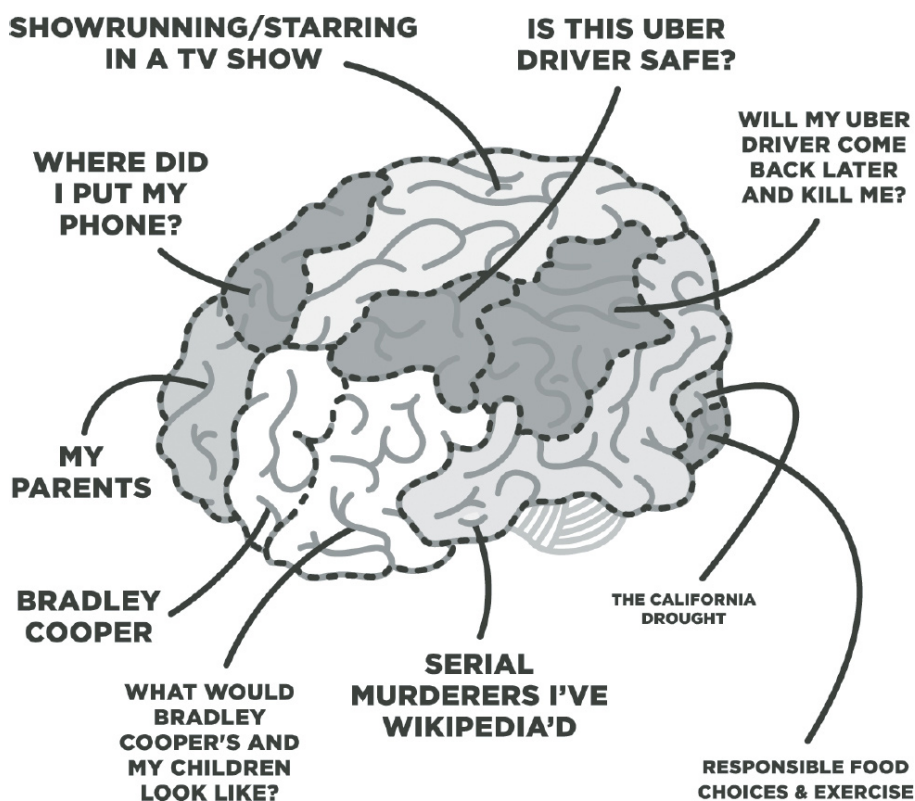 SHOWRUNNING/STARRING
IN A TV SHOW
IS THIS UBER
DRIVER SAFE?
WILL MY UBER
DRIVER COME
BACK LATER
AND KILL ME?
WHERE DID
I PUT MY
PHONE?
MY
PARENTS
BRADLEY
COOPER
WHAT WOULD
BRADLEY
COOPER'S AND
MY CHILDREN
LOOK LIKE?
SERIAL
MURDERERS I'VE
WIKIPEDIA'D
THE CALIFORNIA
DROUGHT
RESPONSIBLE FOOD
CHOICES & EXERCISE